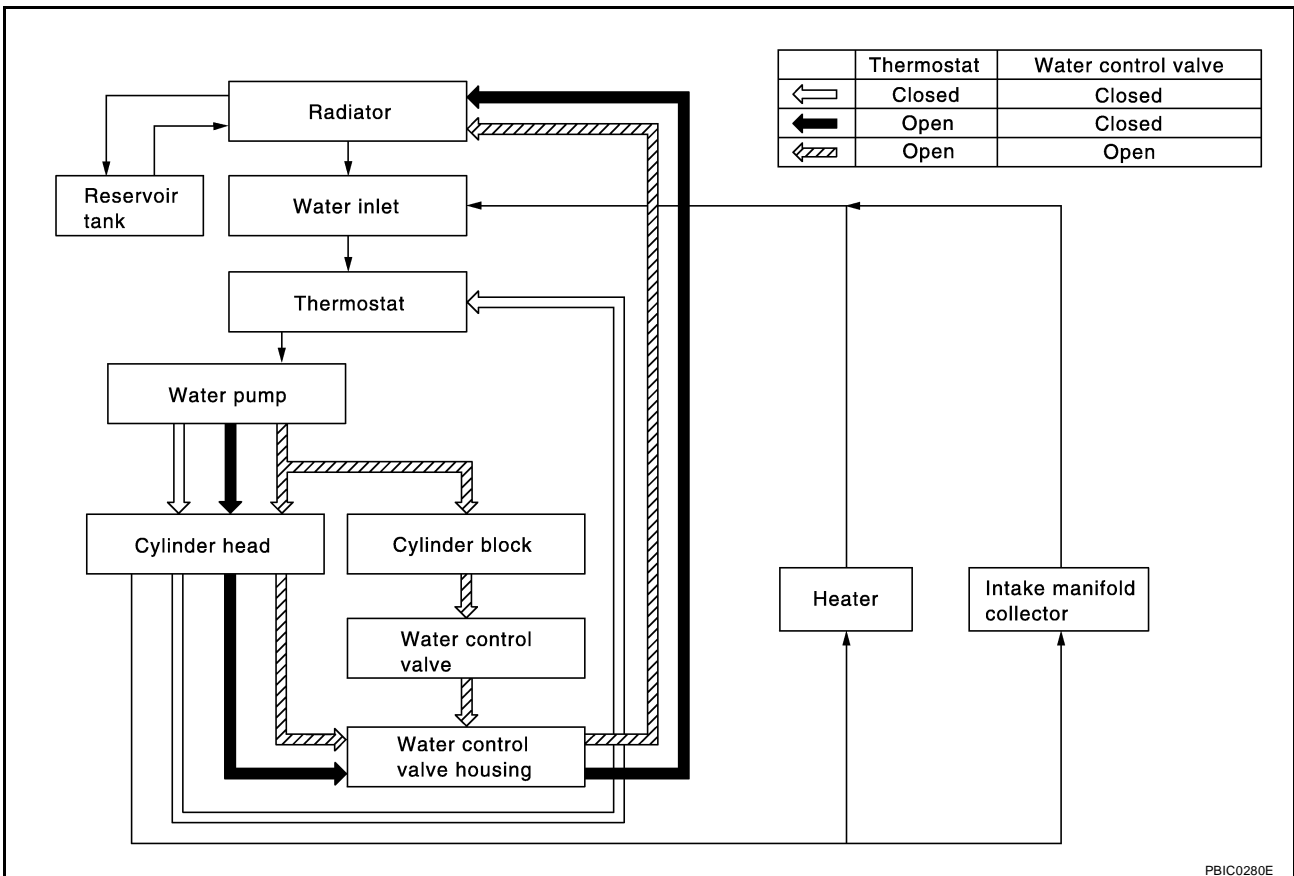 Thermostat Water control valve
Closed Closed
Open Closed
Open Open
Radiator
Reservoir
tank
Water inlet
Thermostat
Water pump
Cylinder head
Cylinder block
Water control
valve
Water control
valve housing
Heater
Intake manifold
collector
PBIC0280E